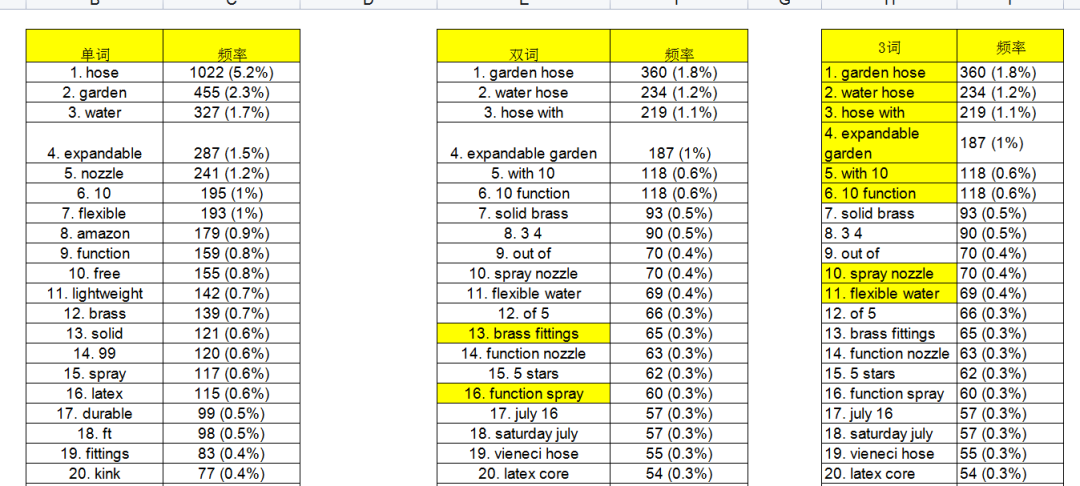 单词 频率 双词 频率 3词 频率
1. hose 1022 (5.2%) 1. garden hose 360 (1.8%) 1. garden hose 360 (1.8%)
2. garden 455 (2.3%) 2. water hose 234 (1.2%) 2. water hose 234 (1.2%)
3. water 327 (1.7%) 3. hose with 219 (1.1%) 3. hose with 219 (1.1%)
4. expandable 287 (1.5%) 4. expandable garden 187 (1%) 4. expandable
garden 187 (1%)
5. nozzle 241 (1.2%) 5. with 10 118 (0.6%) 5. with 10 118 (0.6%)
6. 10 195 (1%) 6. 10 function 118 (0.6%) 6. 10 function 118 (0.6%)
7. flexible 193 (1%) 7. solid brass 93 (0.5%) 7. solid brass 93 (0.5%)
8. amazon 179 (0.9%) 8. 3 4 90 (0.5%) 8. 3 4 90 (0.5%)
9. function 159 (0.8%) 9. out of 70 (0.4%) 9. out of 70 (0.4%)
10. free 155 (0.8%) 10. spray nozzle 70 (0.4%) 10. spray nozzle 70 (0.4%)
11. lightweight 142 (0.7%) 11. flexible water 69 (0.4%) 11. flexible water 69 (0.4%)
12. brass 139 (0.7%) 12. of 5 66 (0.3%) 12. of 5 66 (0.3%)
13. solid 121 (0.6%) 13. brass fittings 65 (0.3%) 13. brass fittings 65 (0.3%)
14. 99 120 (0.6%) 14. function nozzle 63 (0.3%) 14. function nozzle 63 (0.3%)
15. spray 117 (0.6%) 15. 5 stars 62 (0.3%) 15. 5 stars 62 (0.3%)
16. latex 115 (0.6%) 16. function spray 60 (0.3%) 16. function spray 60 (0.3%)
17. durable 99 (0.5%) 17. july 16 57 (0.3%) 17. july 16 57 (0.3%)
18. ft 98 (0.5%) 18. saturday july 57 (0.3%) 18. saturday july 57 (0.3%)
19. fittings 83 (0.4%) 19. vieneci hose 55 (0.3%) 19. vieneci hose 55 (0.3%)
20. kink 77 (0.4%) 20. latex core 54 (0.3%) 20. latex core 54 (0.3%)